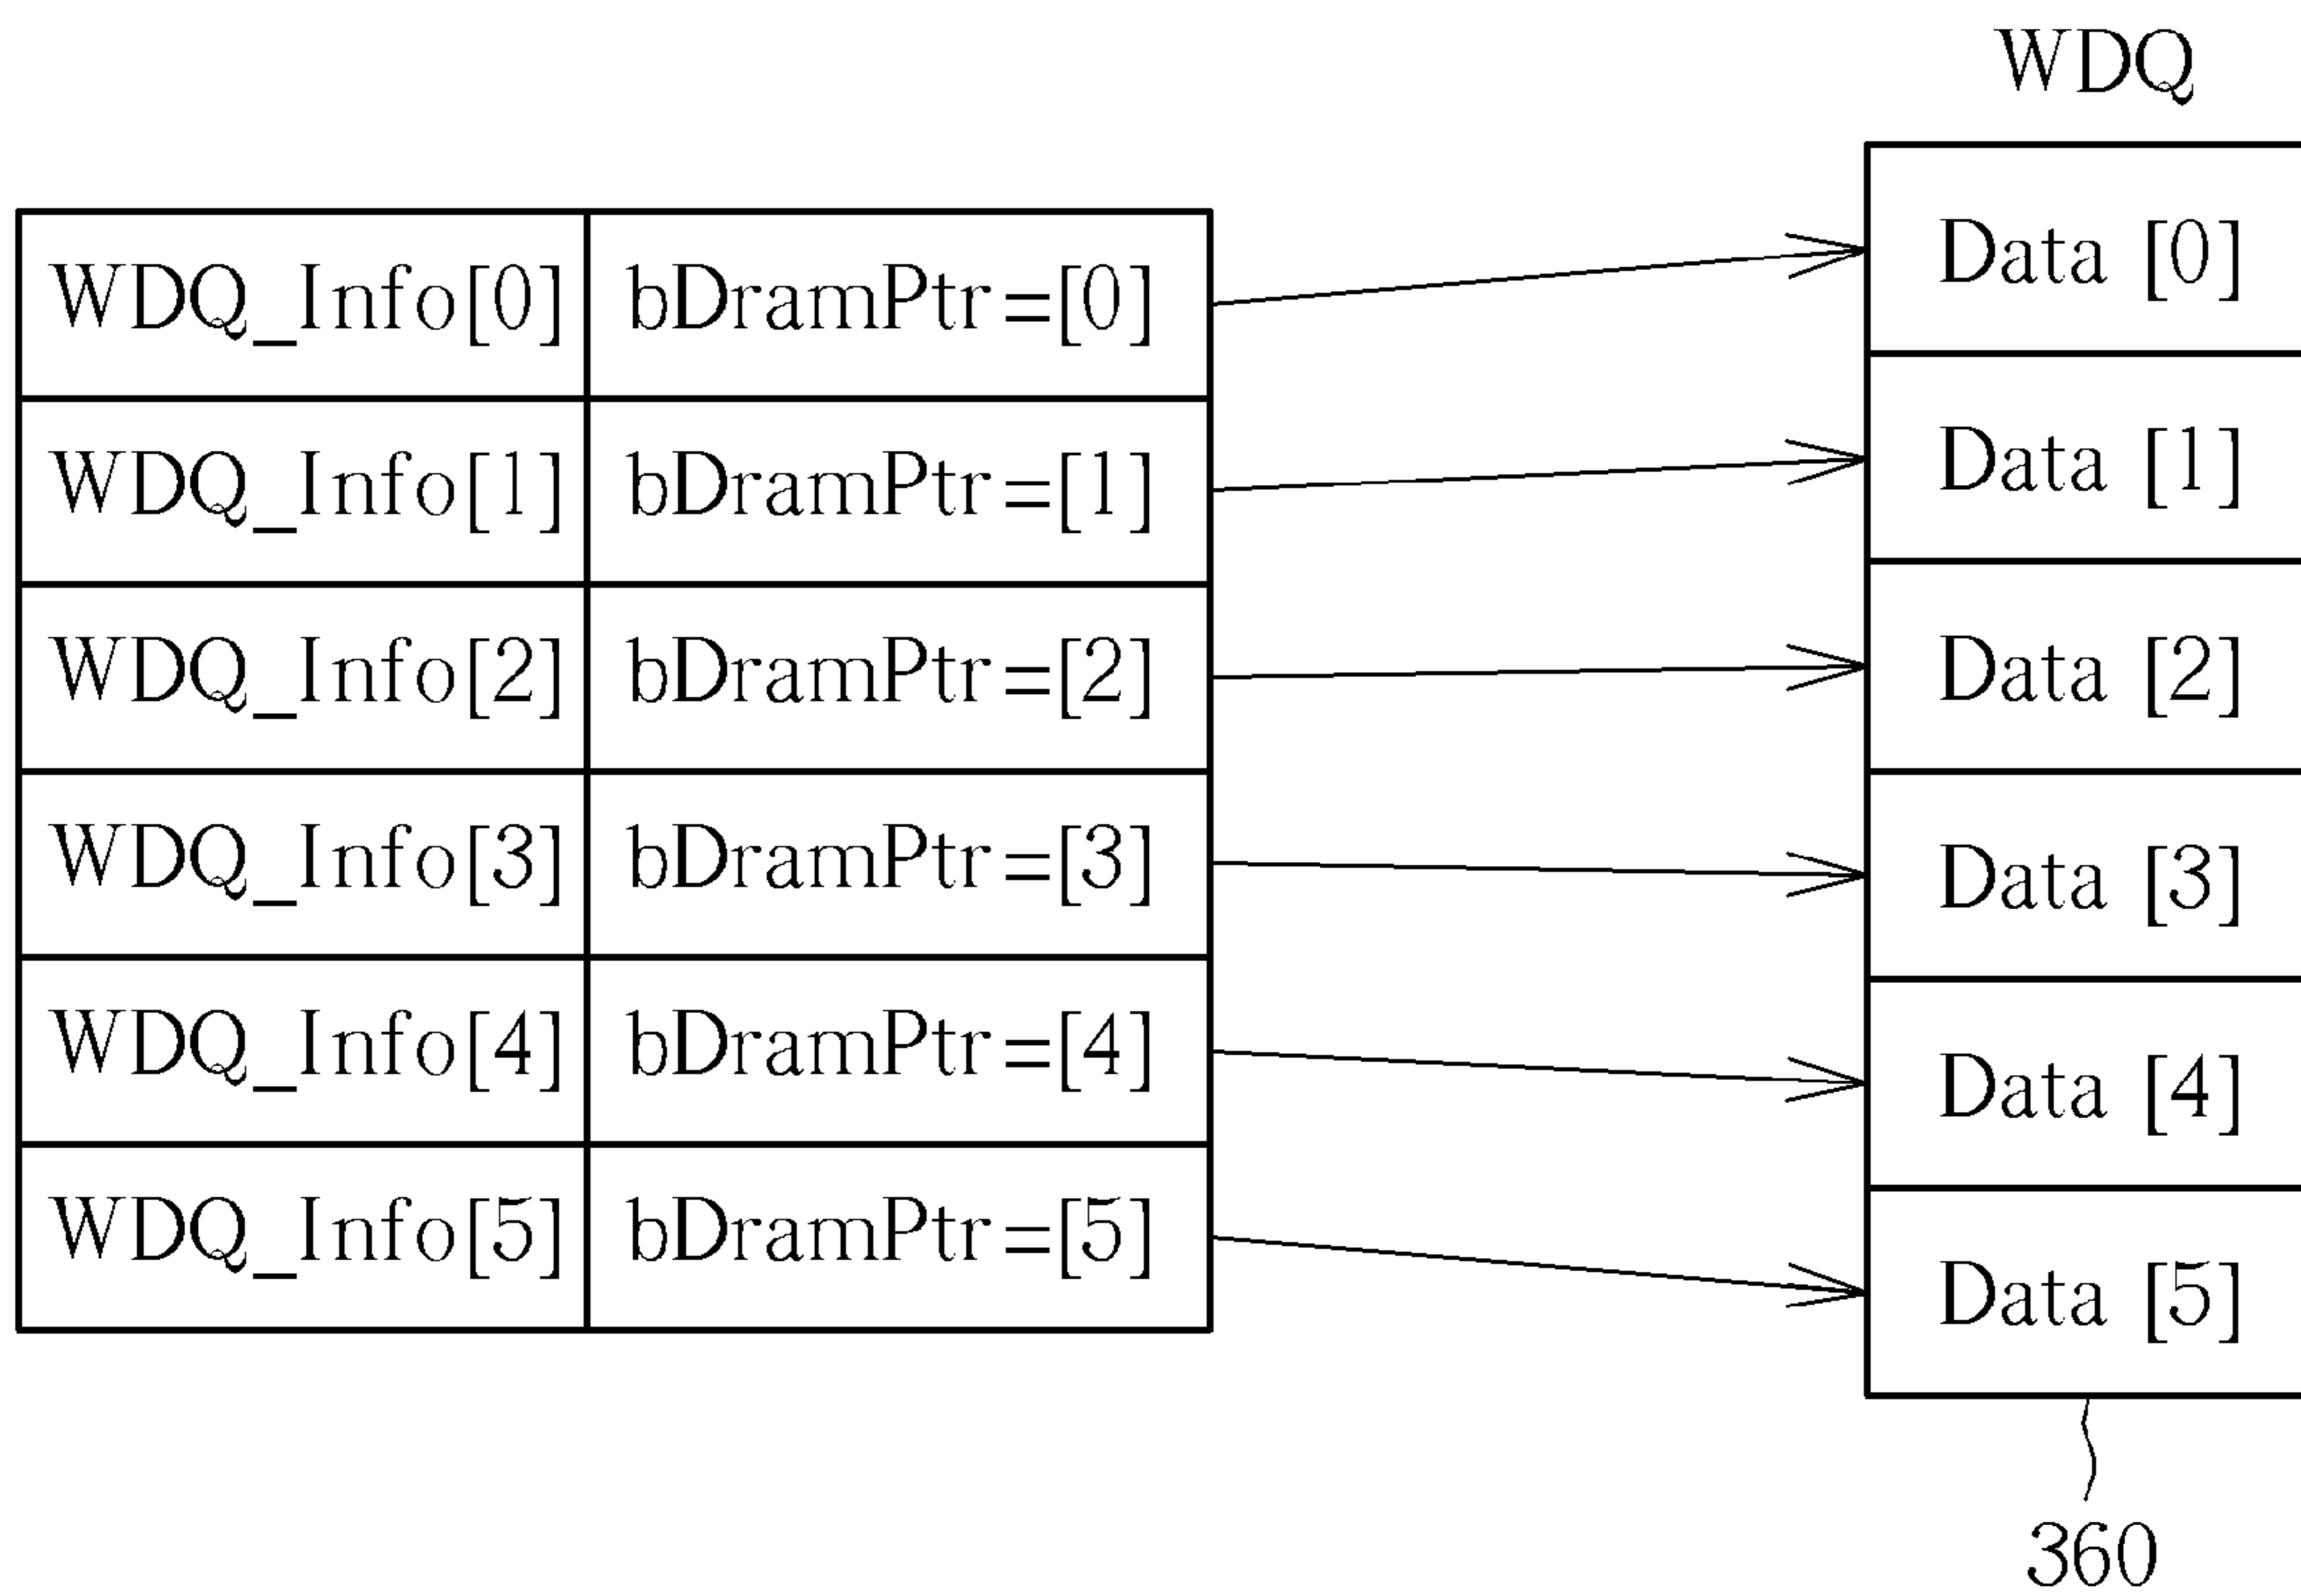 WDQ
WDQ_Info[0] bDramPtr=[0] Data [0]
WDQ_Info[1] bDramPtr=[1] Data [1]
WDQ_Info[2] bDramPtr=[2] Data [2]
WDQ_Info[3] bDramPtr=[3] Data [3]
WDQ_Info[4] bDramPtr=[4] Data [4]
WDQ_Info[5] bDramPtr=[5] Data [5]
360